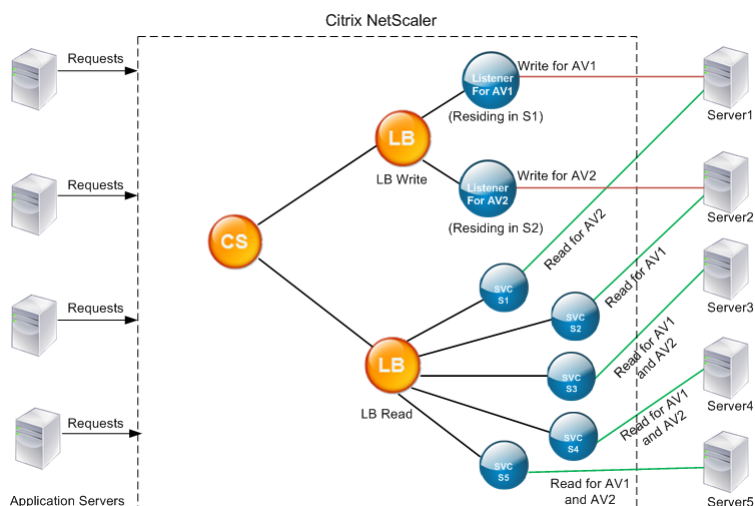 Citrix NetScaler
Requests
Requests
Requests
Requests
Application Servers
CS
LB
LB Write
LB
LB Read
Listener
For AV1
(Residing in S1)
Listener
For AV2
(Residing in S2)
SVC
S1
SVC
S2
SVC
S3
SVC
S4
SVC
S5
Write for AV1
Write for AV2
Read for AV2
Read for AV1
Read for AV1
and AV2
Read for AV1
and AV2
Read for AV1
and AV2
Server1
Server2
Server3
Server4
Server5